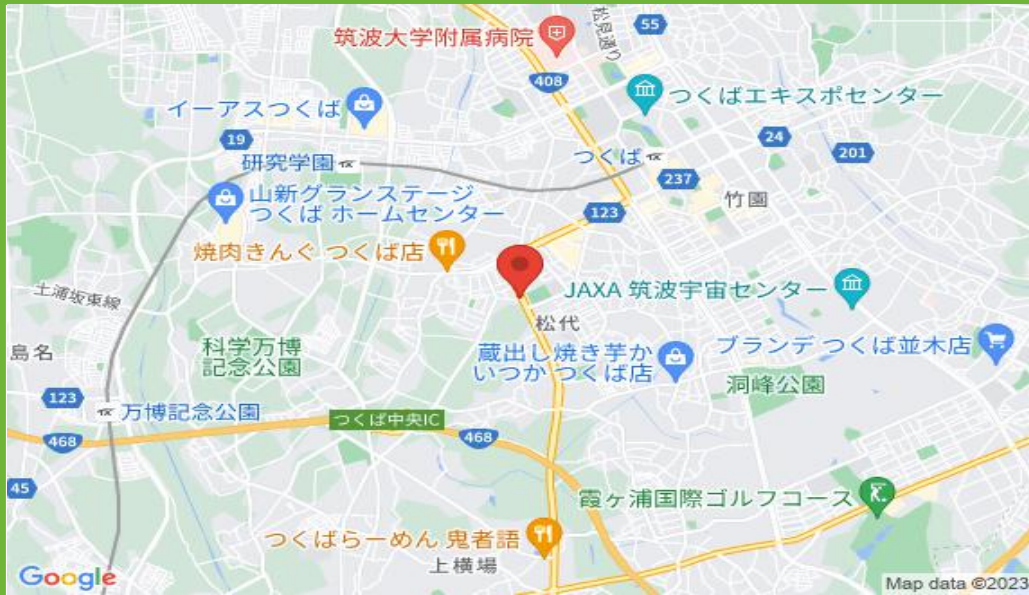 筑波大学附属病院
松見通り
55
408
イーアスつくば
つくばエキスポセンター
19
24
研究学園
つくば
201
237
山新グランステージ
つくば ホームセンター
竹園
123
焼肉きんぐ つくば店
JAXA 筑波宇宙センター
土浦坂東線
松代
島名
科学万博
記念公園
蔵出し焼き芋か
いつか つくば店
ブランデ つくば並木店
洞峰公園
123
万博記念公園
つくば中央IC
468
468
45
霞ヶ浦国際ゴルフコース
つくばらーめん 鬼者語
上横場
Google
Map data ©2023